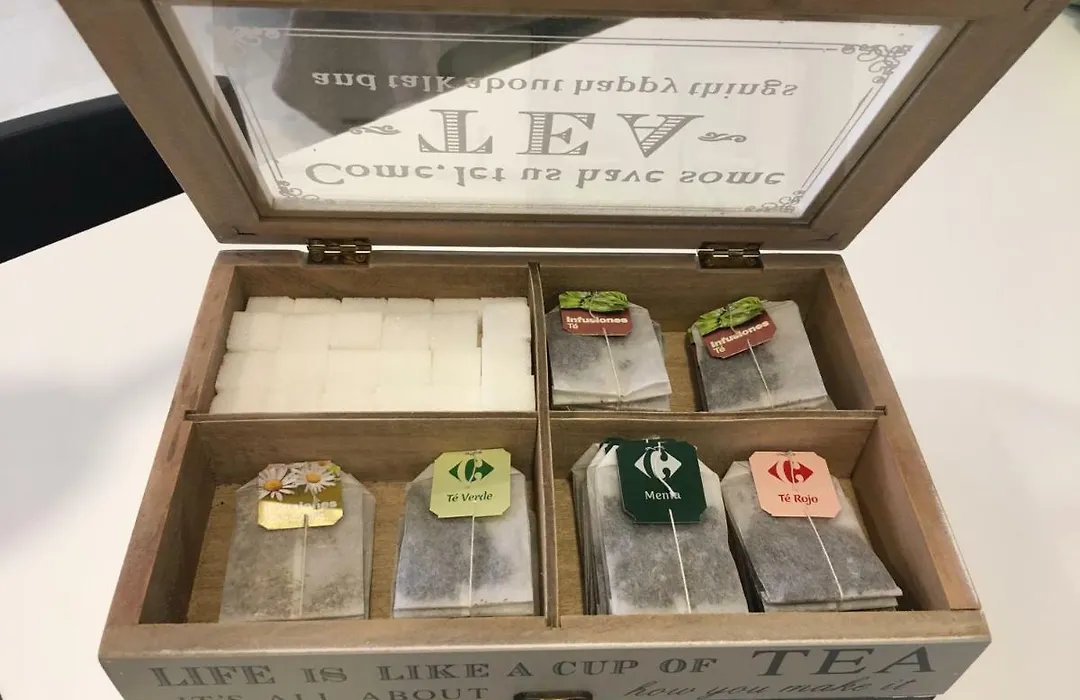 and talk about happy things
TEA
Come, let us have some
Infusiones
Té
Infusiones
Té
Infusiones
Té Verde
Menta
Té Rojo
LIFE IS LIKE A CUP OF TEA
IT'S ALL ABOUT how you make it